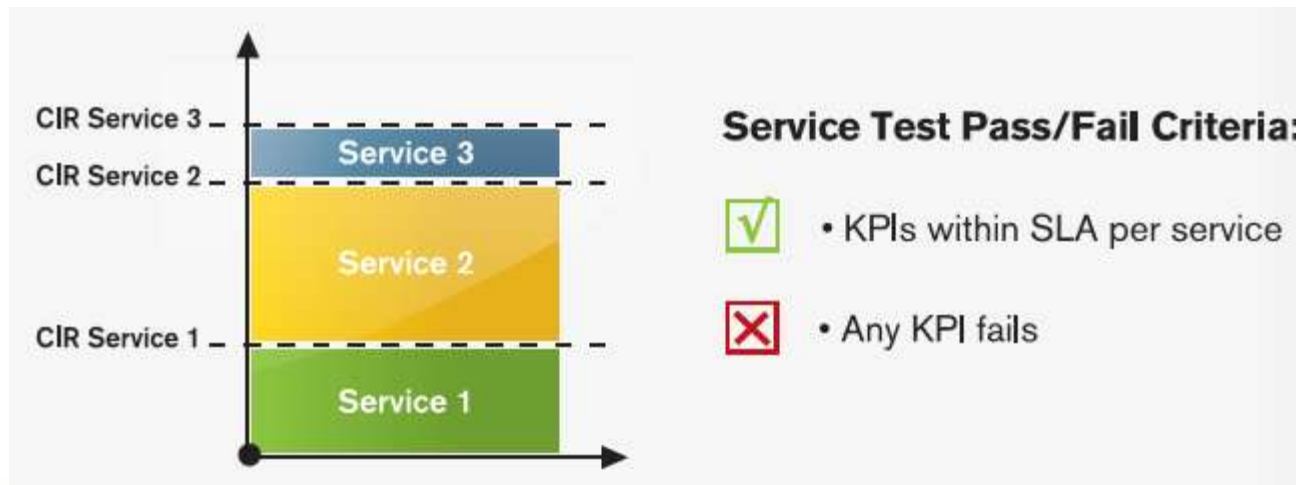 CIR Service 3
CIR Service 2
CIR Service 1
Service 3
Service 2
Service 1
Service Test Pass/Fail Criteria:
• KPIs within SLA per service
• Any KPI fails